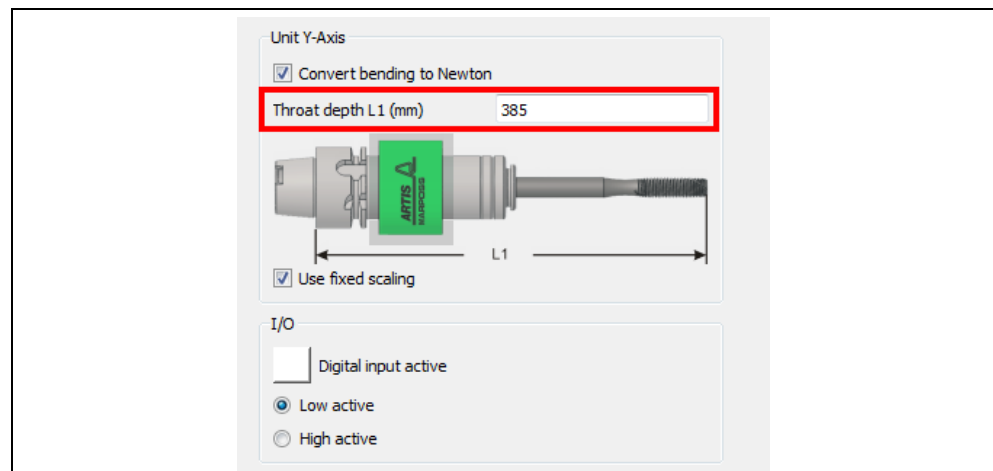 Unit Y-Axis
Convert bending to Newton
Throat depth L1 (mm) 385
ARTIS
MARPOSS
L1
Use fixed scaling
I/O
Digital input active
Low active
High active